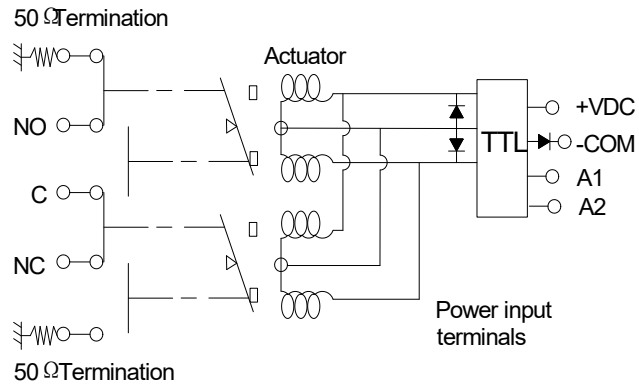 50 ΩTermination
Actuator
NO
C
NC
50 ΩTermination
TTL
+VDC
-COM
A1
A2
Power input
terminals